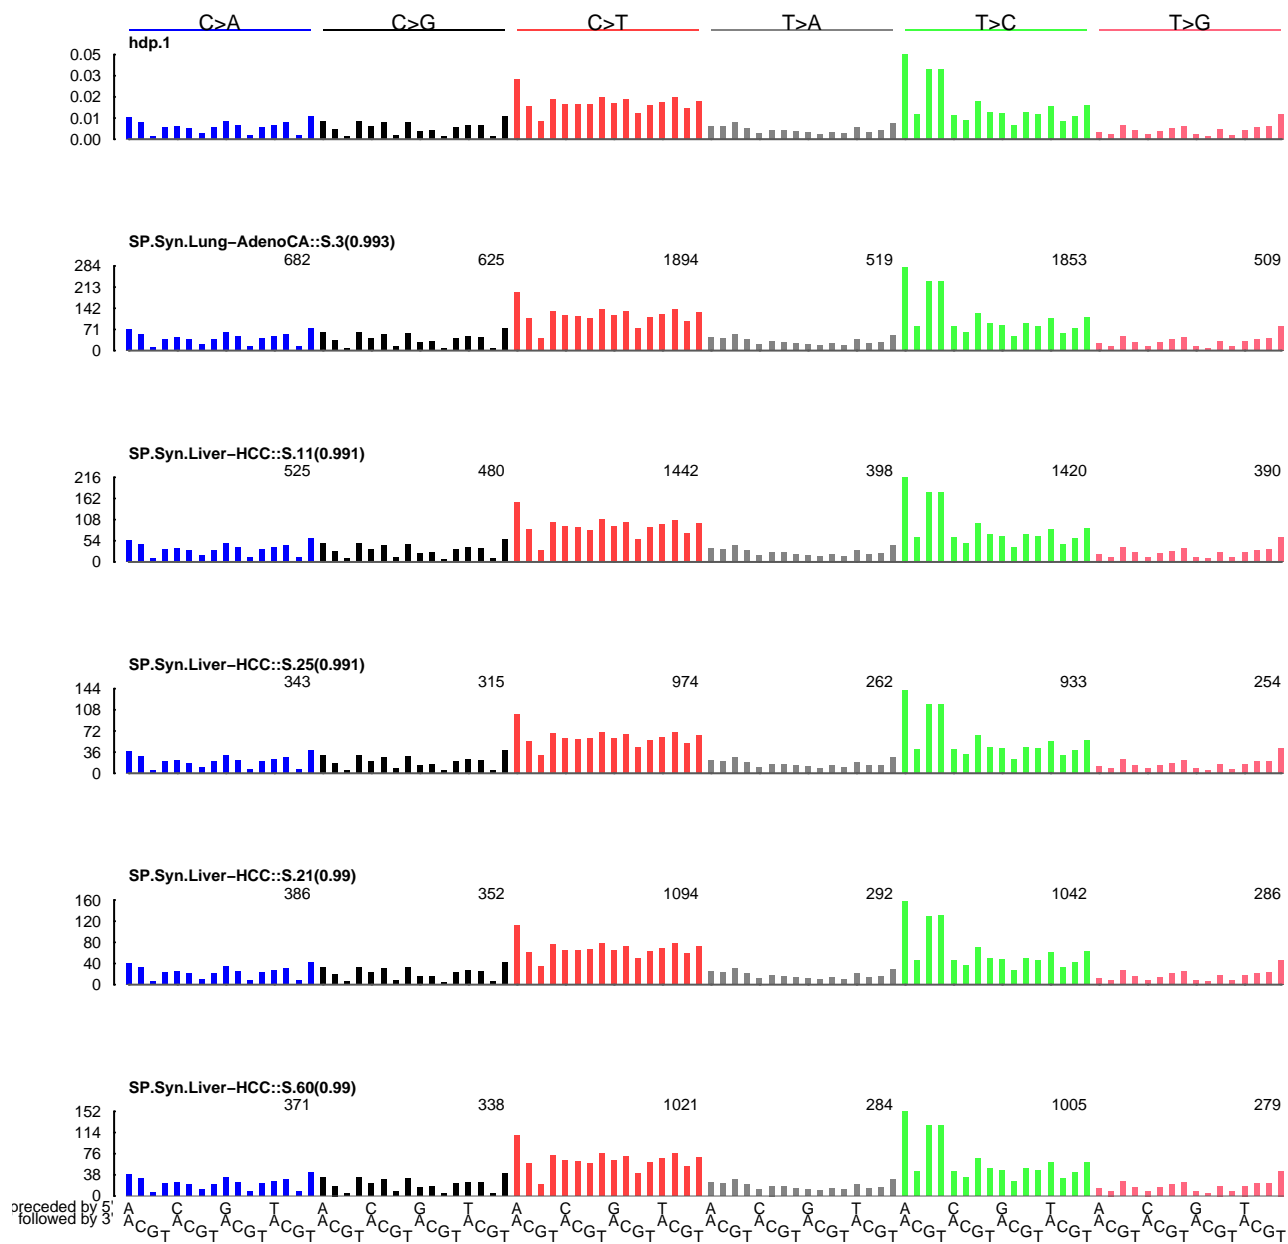 C>A C>G C>T T>A T>C T>G
hdp.1
0.05
0.03
0.02
0.01
0.00
SP.Syn.Lung−AdenoCA::S.3(0.993)
682 625 1894 519 1853 509
284
213
142
71
0
SP.Syn.Liver−HCC::S.11(0.991)
525 480 1442 398 1420 390
216
162
108
54
0
SP.Syn.Liver−HCC::S.25(0.991)
343 315 974 262 933 254
144
108
72
36
0
SP.Syn.Liver−HCC::S.21(0.99)
386 352 1094 292 1042 286
160
120
80
40
0
SP.Syn.Liver−HCC::S.60(0.99)
371 338 1021 284 1005 279
152
114
76
38
0
preceded by 5' A C G T A C G T A C G T A C G T A C G T A C G T
followed by 3' A C G T A C G T A C G T A C G T A C G T A C G T A C G T A C G T A C G T A C G T A C G T A C G T A C G T A C G T A C G T A C G T A C G T A C G T A C G T A C G T A C G T A C G T A C G T A C G T